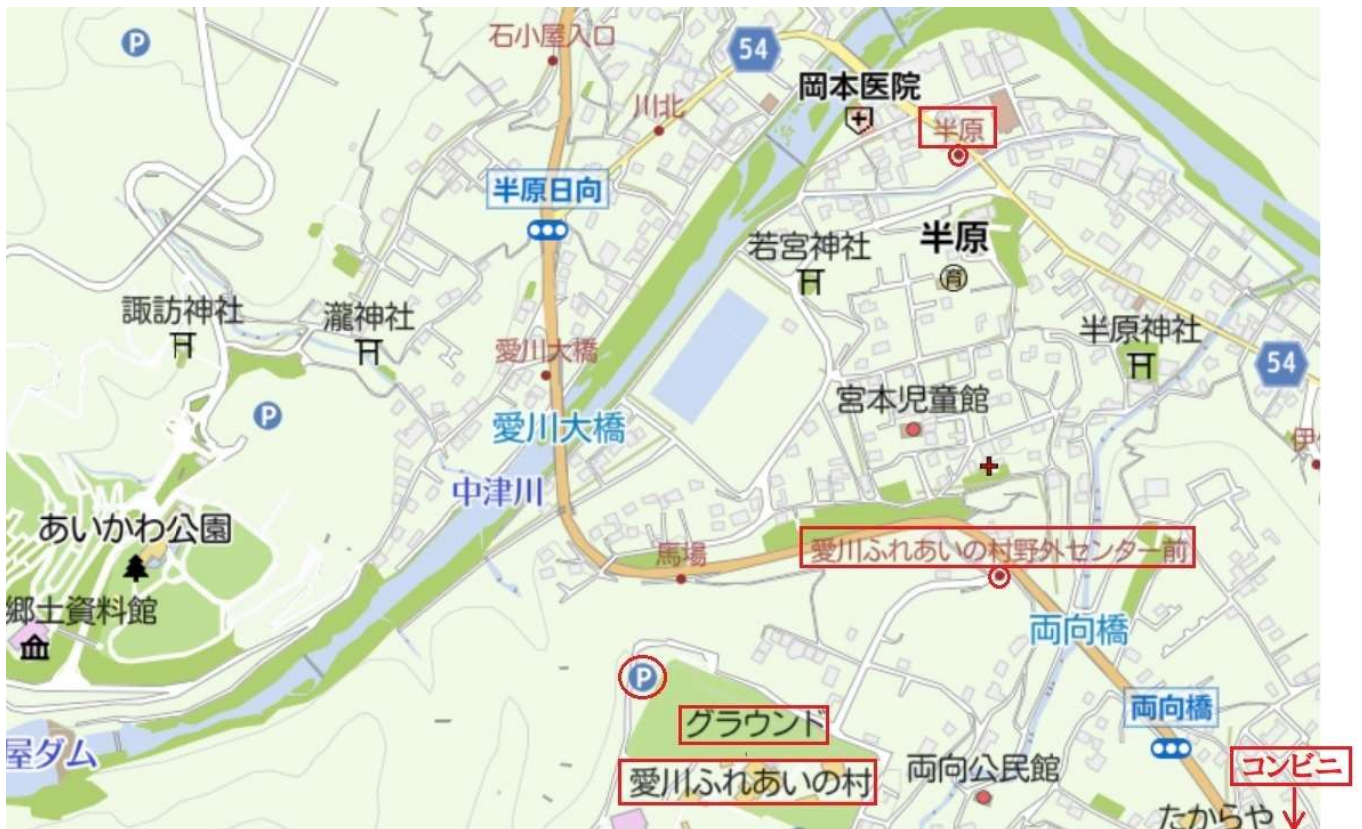 P
石小屋入口
54
川北
岡本医院
半原
半原日向
若宮神社
半原
育
諏訪神社
瀧神社
愛川大橋
半原神社
54
P
宮本児童館
愛川大橋
中津川
あいかわ公園
馬場
愛川ふれあいの村野外センター前
郷土資料館
両向橋
P
グラウンド
両向橋
屋ダム
愛川ふれあいの村
両向公民館
コンビニ
たからや